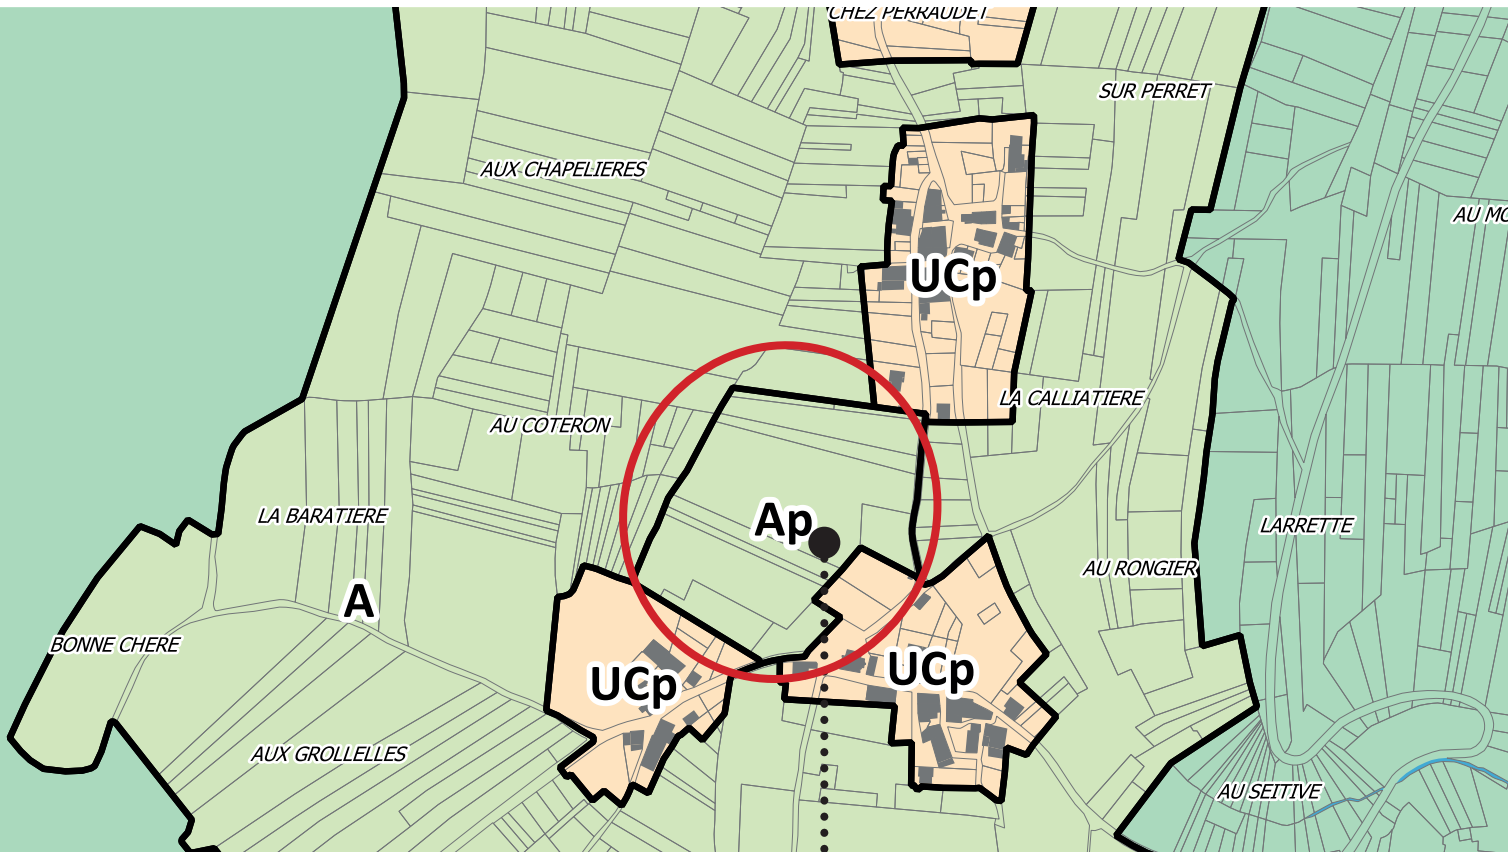 CHEZ PERRAUDET
SUR PERRET
AUX CHAPELIERES
AU MO
UCp
LA CALLIATIERE
AU COTERON
LA BARATIERE
Ap
LARRETTE
AU RONGIER
A
BONNE CHERE
UCp
UCp
AUX GROLLELLES
AU SEITIVE